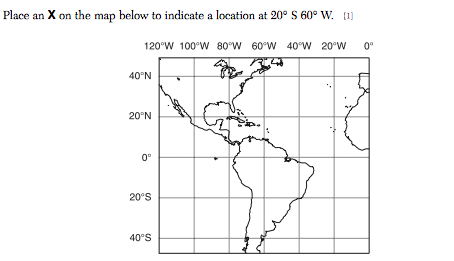 Place an X on the map below to indicate a location at 20° S 60° W. [1]
120°W 100°W 80°W 60°W 40°W 20°W 0°
40°N
20°N
0°
20°S
40°S